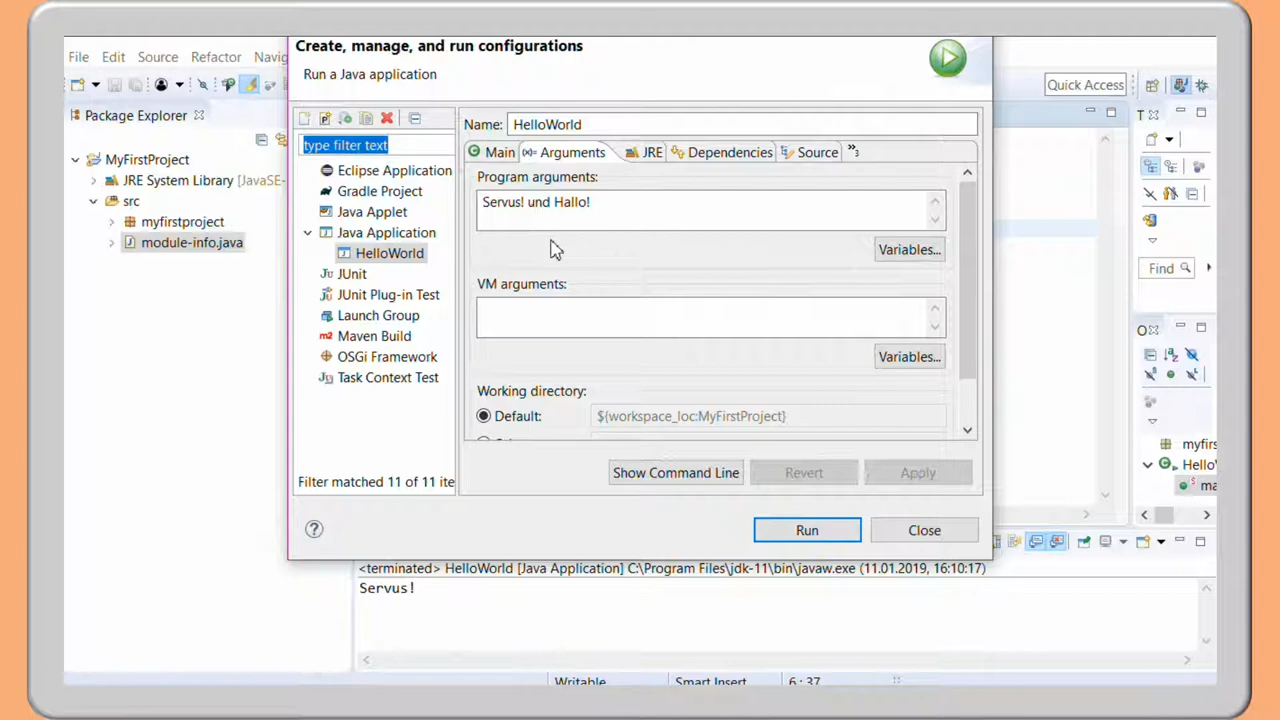 Create, manage, and run configurations
Run a Java application
File Edit Source Refactor Navig
Quick Access
Package Explorer
MyFirstProject
JRE System Library [JavaSE-
src
myfirstproject
module-info.java
type filter text
Eclipse Application
Gradle Project
Java Applet
Java Application
HelloWorld
JUnit
JUnit Plug-in Test
Launch Group
Maven Build
OSGi Framework
Task Context Test
Filter matched 11 of 11 ite
Name: HelloWorld
Main Arguments JRE Dependencies Source »3
Program arguments:
Servus! und Hallo!
Variables...
VM arguments:
Variables...
Working directory:
Default: ${workspace_loc:MyFirstProject}
Show Command Line Revert Apply
Run Close
T
Find
O
myfirs
HelloV
ma
<terminated> HelloWorld [Java Application] C:\Program Files\jdk-11\bin\javaw.exe (11.01.2019, 16:10:17)
Servus!
Writable Smart Insert 6 : 37